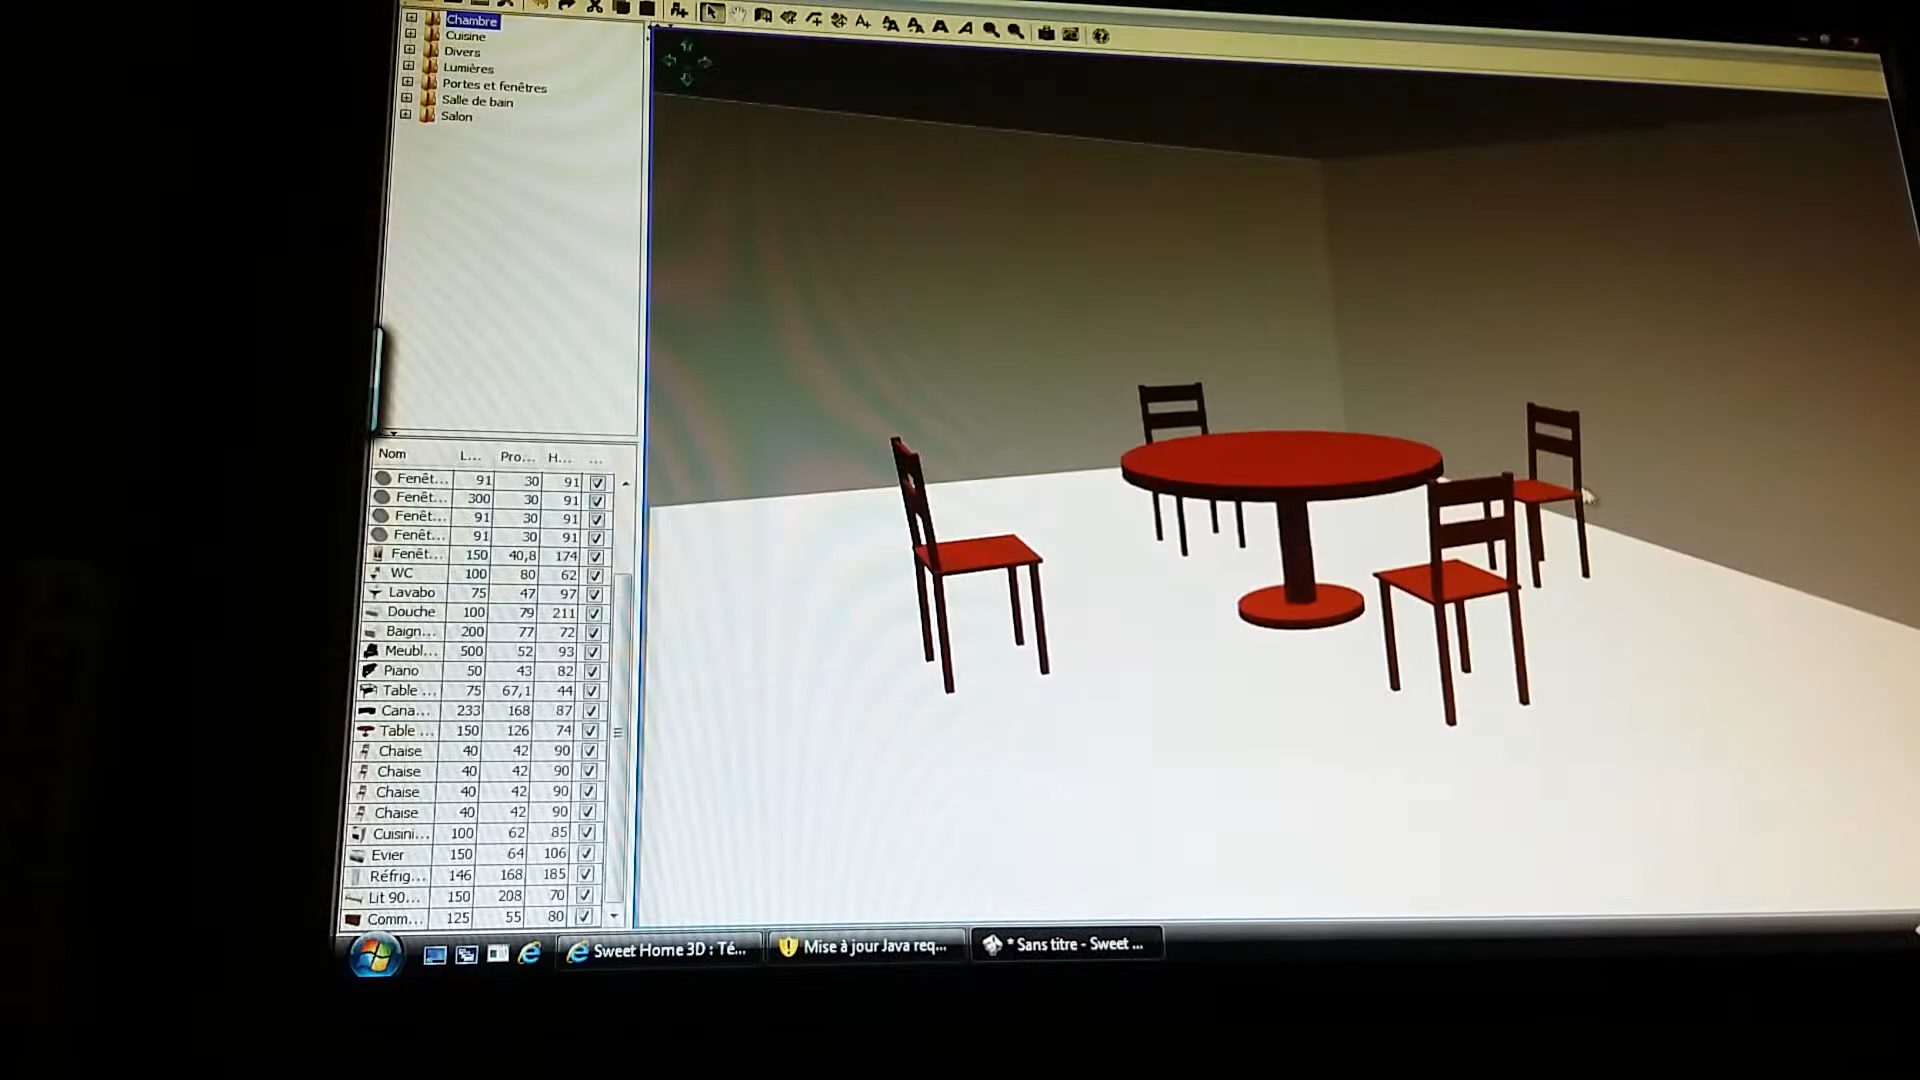 Chambre
Cuisine
Divers
Lumières
Portes et fenêtres
Salle de bain
Salon
Nom L... Pro... H... ...
Fenêt... 91 30 91
Fenêt... 300 30 91
Fenêt... 91 30 91
Fenêt... 91 30 91
Fenêt... 150 40,8 174
WC 100 80 62
Lavabo 75 47 97
Douche 100 79 211
Baign... 200 77 72
Meubl... 500 52 93
Piano 50 43 82
Table ... 75 67,1 44
Cana... 233 168 87
Table ... 150 126 74
Chaise 40 42 90
Chaise 40 42 90
Chaise 40 42 90
Chaise 40 42 90
Cuisini... 100 62 85
Evier 150 64 106
Réfrig... 146 168 185
Lit 90... 150 208 70
Comm... 125 55 80
Sweet Home 3D : Té... Mise à jour Java req... * Sans titre - Sweet ...